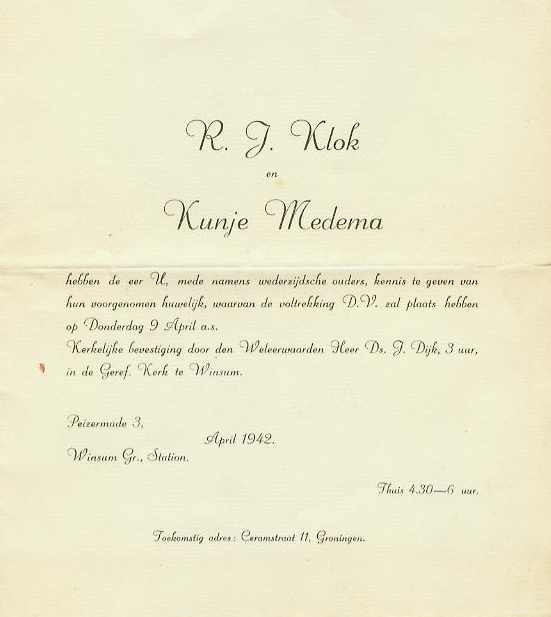 R. J. Klok
en
Kunje Medema
hebben de eer U, mede namens wederzijdsche ouders, kennis te geven van
hun voorgenomen huwelijk, waarvan de voltrekking D.V. zal plaats hebben
op Donderdag 9 April a.s.
Kerkelijke bevestiging door den Weleerwaarden Heer Ds. J. Dijk, 3 uur,
in de Geref. Kerk te Winsum.
Peizermade 3,
April 1942.
Winsum Gr., Station.
Thuis 4.30—6 uur.
Toekomstig adres: Ceramstraat 11, Groningen.